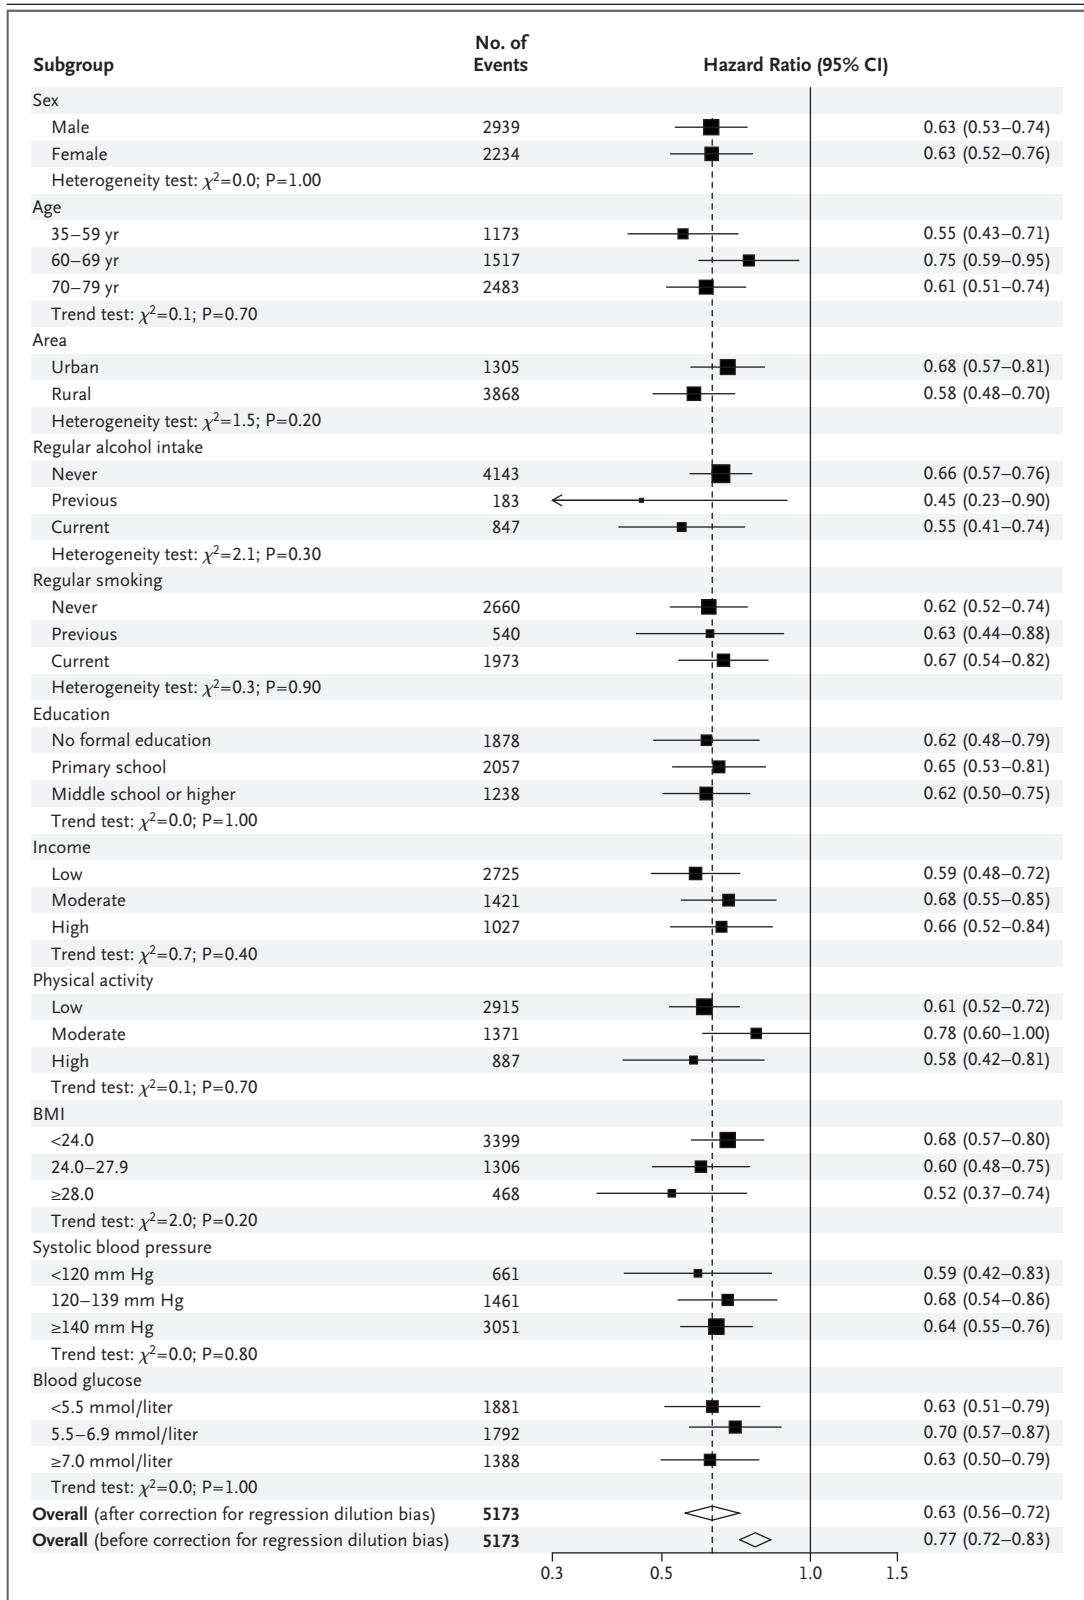 No. of
Subgroup Events Hazard Ratio (95% CI)
Sex
Male 2939 0.63 (0.53–0.74)
Female 2234 0.63 (0.52–0.76)
Heterogeneity test: χ²=0.0; P=1.00
Age
35–59 yr 1173 0.55 (0.43–0.71)
60–69 yr 1517 0.75 (0.59–0.95)
70–79 yr 2483 0.61 (0.51–0.74)
Trend test: χ²=0.1; P=0.70
Area
Urban 1305 0.68 (0.57–0.81)
Rural 3868 0.58 (0.48–0.70)
Heterogeneity test: χ²=1.5; P=0.20
Regular alcohol intake
Never 4143 0.66 (0.57–0.76)
Previous 183 0.45 (0.23–0.90)
Current 847 0.55 (0.41–0.74)
Heterogeneity test: χ²=2.1; P=0.30
Regular smoking
Never 2660 0.62 (0.52–0.74)
Previous 540 0.63 (0.44–0.88)
Current 1973 0.67 (0.54–0.82)
Heterogeneity test: χ²=0.3; P=0.90
Education
No formal education 1878 0.62 (0.48–0.79)
Primary school 2057 0.65 (0.53–0.81)
Middle school or higher 1238 0.62 (0.50–0.75)
Trend test: χ²=0.0; P=1.00
Income
Low 2725 0.59 (0.48–0.72)
Moderate 1421 0.68 (0.55–0.85)
High 1027 0.66 (0.52–0.84)
Trend test: χ²=0.7; P=0.40
Physical activity
Low 2915 0.61 (0.52–0.72)
Moderate 1371 0.78 (0.60–1.00)
High 887 0.58 (0.42–0.81)
Trend test: χ²=0.1; P=0.70
BMI
<24.0 3399 0.68 (0.57–0.80)
24.0–27.9 1306 0.60 (0.48–0.75)
≥28.0 468 0.52 (0.37–0.74)
Trend test: χ²=2.0; P=0.20
Systolic blood pressure
<120 mm Hg 661 0.59 (0.42–0.83)
120–139 mm Hg 1461 0.68 (0.54–0.86)
≥140 mm Hg 3051 0.64 (0.55–0.76)
Trend test: χ²=0.0; P=0.80
Blood glucose
<5.5 mmol/liter 1881 0.63 (0.51–0.79)
5.5–6.9 mmol/liter 1792 0.70 (0.57–0.87)
≥7.0 mmol/liter 1388 0.63 (0.50–0.79)
Trend test: χ²=0.0; P=1.00
Overall (after correction for regression dilution bias) 5173 0.63 (0.56–0.72)
Overall (before correction for regression dilution bias) 5173 0.77 (0.72–0.83)
0.3 0.5 1.0 1.5